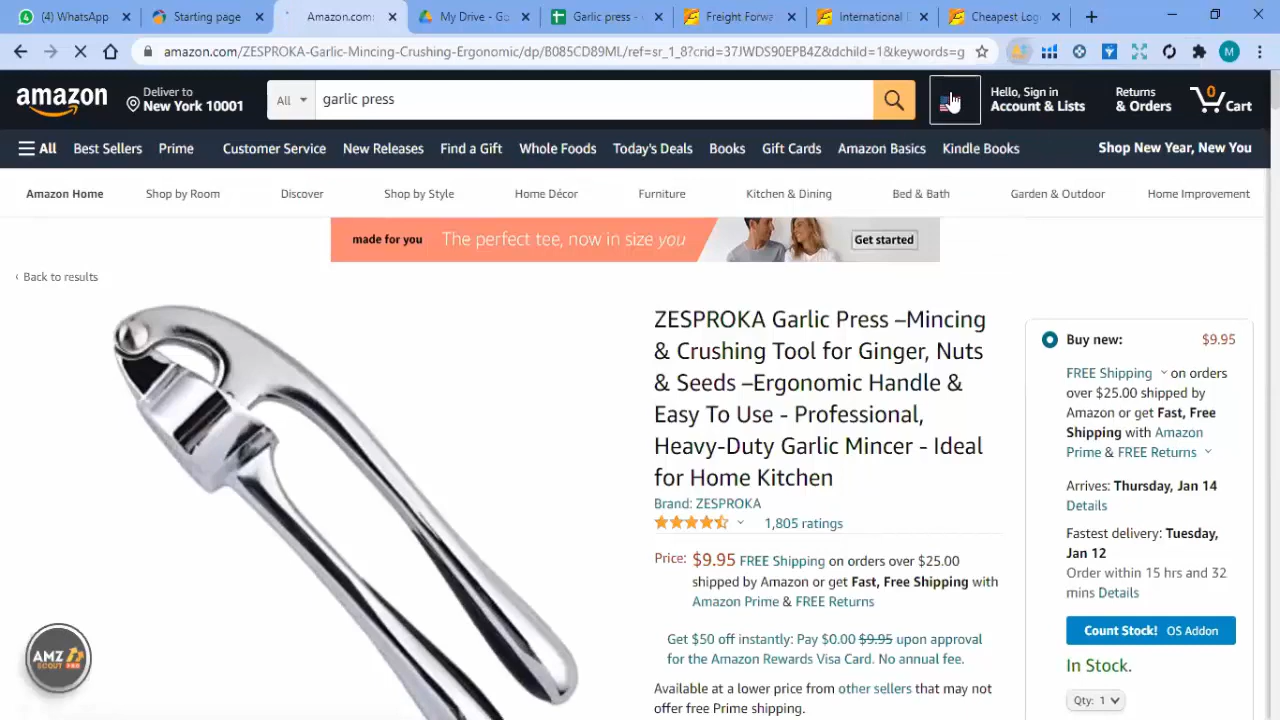 (4) WhatsApp
Starting page
Amazon.com:
My Drive - Go
Garlic press -
Freight Forwa
International
Cheapest Log
amazon.com/ZESPROKA-Garlic-Mincing-Crushing-Ergonomic/dp/B085CD89ML/ref=sr_1_8?crid=37JWDS90EPB4Z&dchild=1&keywords=g
M
amazon
Deliver to
New York 10001
All
garlic press
Hello, Sign in
Account & Lists
Returns
& Orders
0
Cart
All
Best Sellers
Prime
Customer Service
New Releases
Find a Gift
Whole Foods
Today's Deals
Books
Gift Cards
Amazon Basics
Kindle Books
Shop New Year, New You
Amazon Home
Shop by Room
Discover
Shop by Style
Home Décor
Furniture
Kitchen & Dining
Bed & Bath
Garden & Outdoor
Home Improvement
made for you
The perfect tee, now in size you
Get started
‹ Back to results
ZESPROKA Garlic Press –Mincing
& Crushing Tool for Ginger, Nuts
& Seeds –Ergonomic Handle &
Easy To Use - Professional,
Heavy-Duty Garlic Mincer - Ideal
for Home Kitchen
Brand: ZESPROKA
1,805 ratings
Price: $9.95 FREE Shipping on orders over $25.00
shipped by Amazon or get Fast, Free Shipping with
Amazon Prime & FREE Returns
Get $50 off instantly: Pay $0.00 $9.95 upon approval
for the Amazon Rewards Visa Card. No annual fee.
Available at a lower price from other sellers that may not
offer free Prime shipping.
Buy new:
$9.95
FREE Shipping on orders
over $25.00 shipped by
Amazon or get Fast, Free
Shipping with Amazon
Prime & FREE Returns
Arrives: Thursday, Jan 14
Details
Fastest delivery: Tuesday,
Jan 12
Order within 15 hrs and 32
mins Details
Count Stock! OS Addon
In Stock.
Qty: 1
AMZ